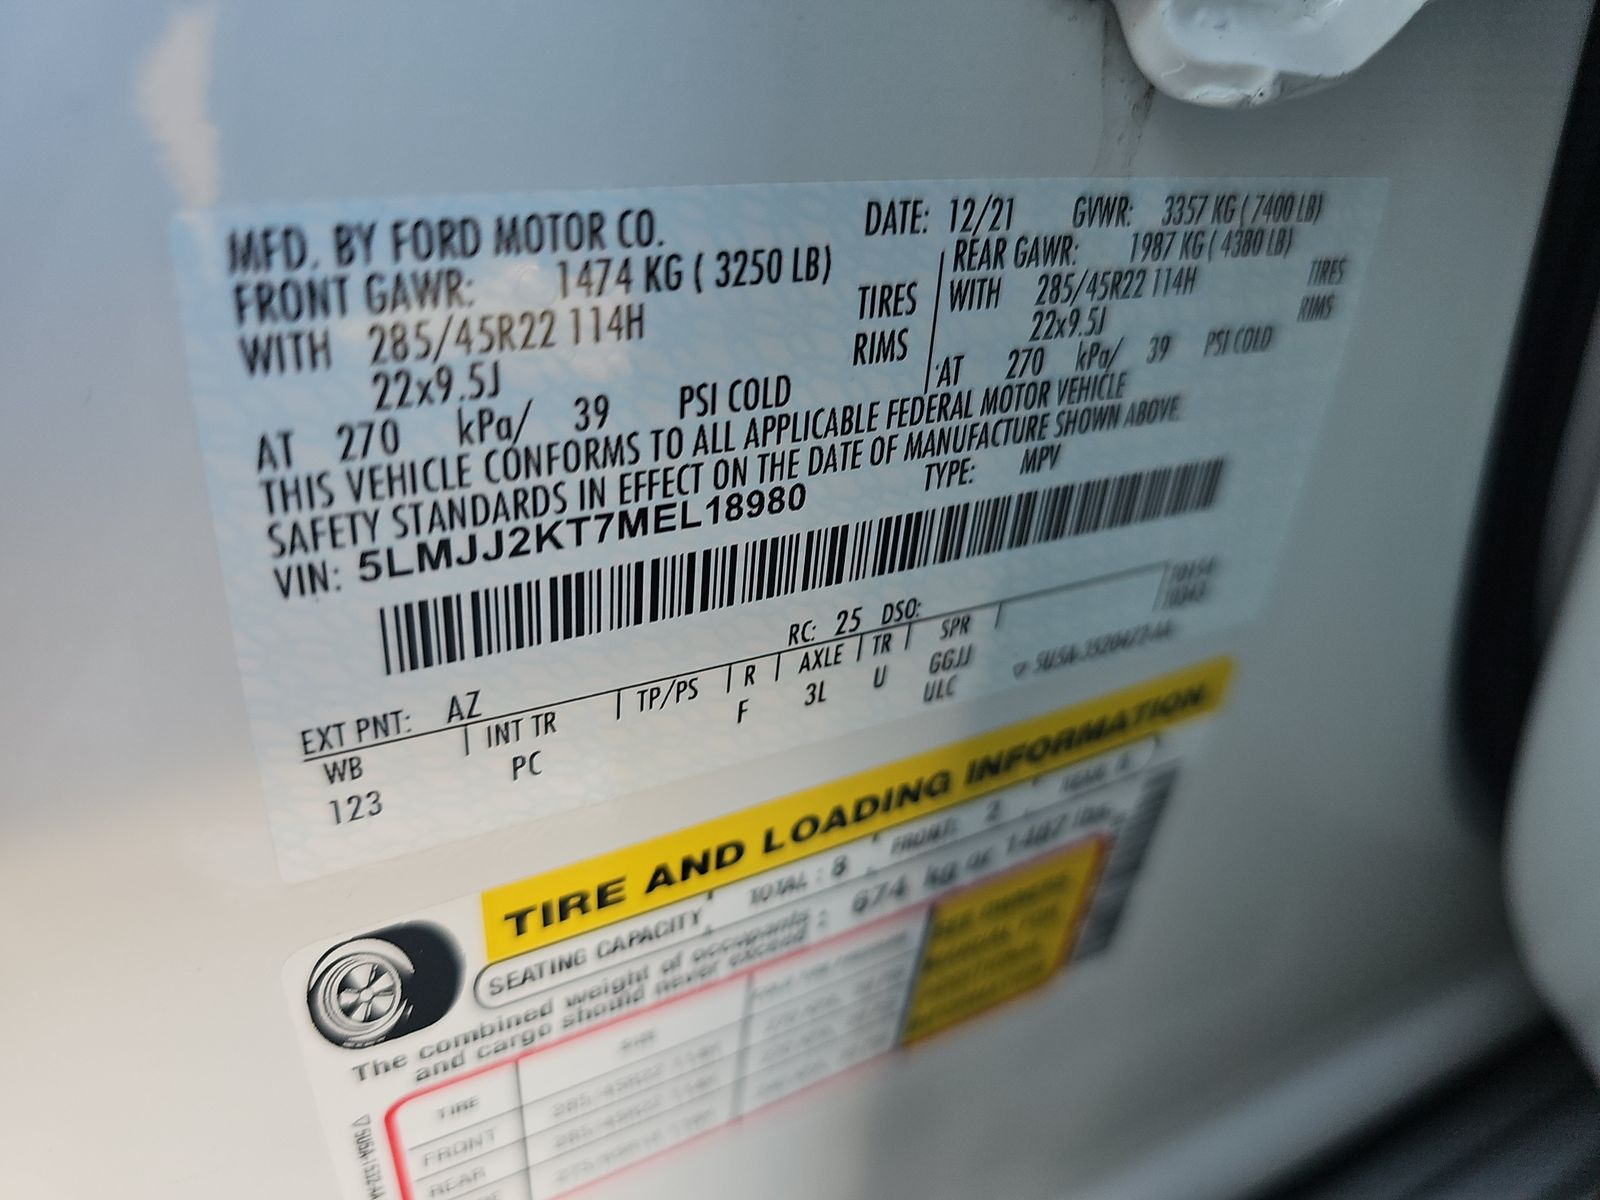 MFD. BY FORD MOTOR CO. DATE: 12/21 GVWR: 3357 KG ( 7400 LB)
FRONT GAWR: 1474 KG ( 3250 LB) REAR GAWR: 1987 KG ( 4380 LB)
WITH 285/45R22 114H TIRES WITH 285/45R22 114H TIRES
22x9.5J RIMS 22x9.5J RIMS
AT 270 kPa/ 39 PSI COLD AT 270 kPa/ 39 PSI COLD
THIS VEHICLE CONFORMS TO ALL APPLICABLE FEDERAL MOTOR VEHICLE
SAFETY STANDARDS IN EFFECT ON THE DATE OF MANUFACTURE SHOWN ABOVE
VIN: 5LMJJ2KT7MEL18980 TYPE: MPV
EXT PNT: AZ RC: 25 DSO:
WB INT TR TP/PS R AXLE TR SPR
123 PC F 3L U GGJJ
ULC
TIRE AND LOADING INFORMATION
SEATING CAPACITY TOTAL : 8 FRONT: 2
The combined weight of occupants
and cargo should never exceed : 674 kg or
TIRE
FRONT 285/45R22
REAR 285/45R22